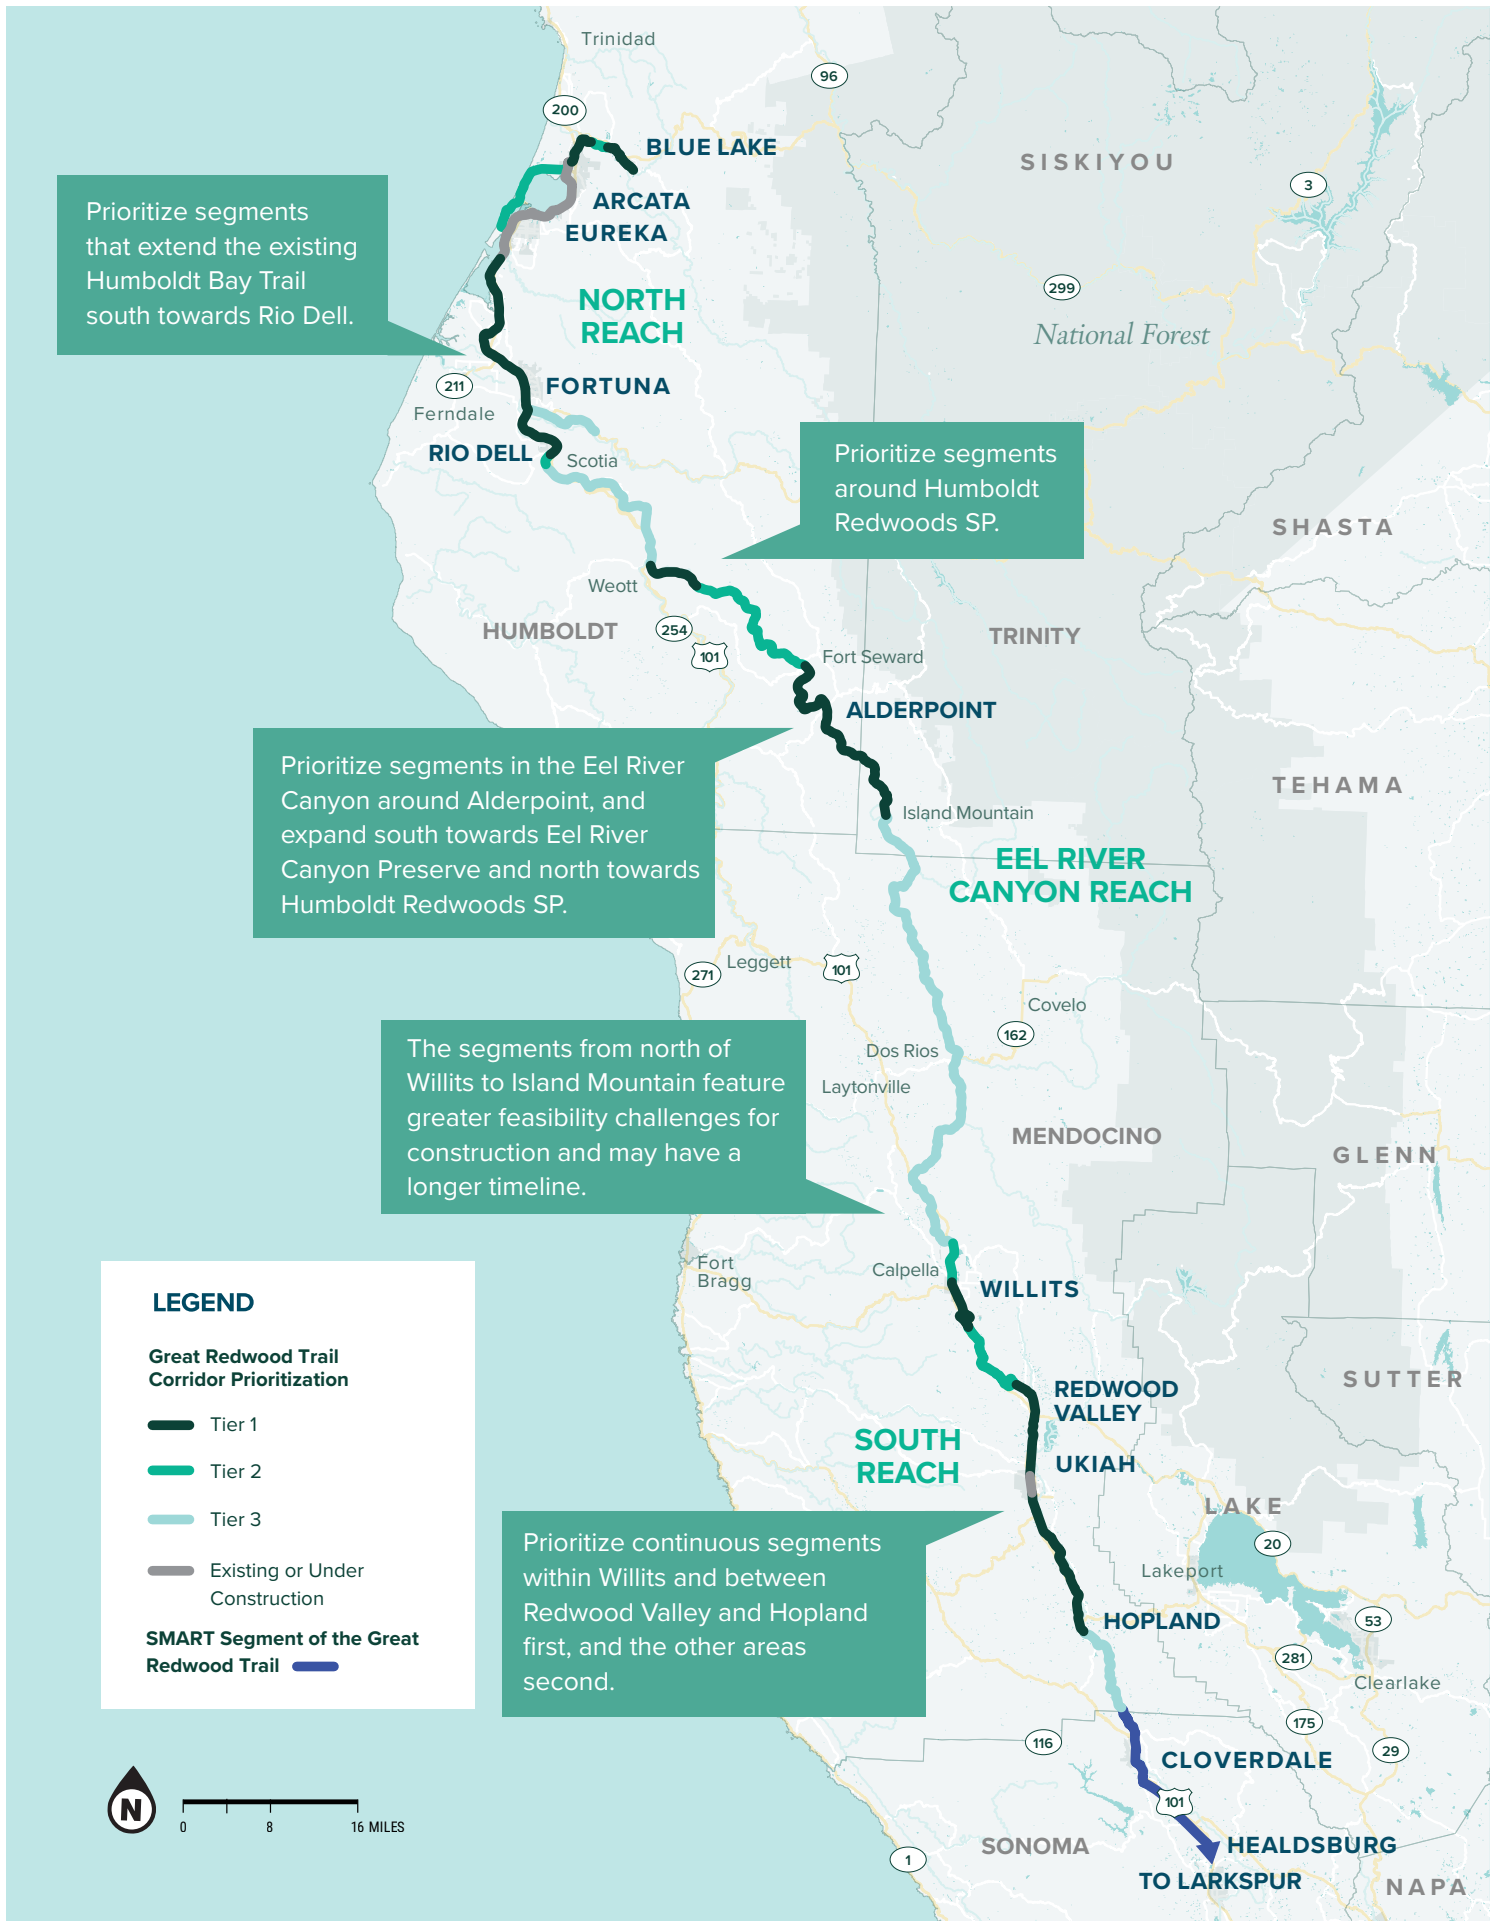 Trinidad
96
200
BLUE LAKE
SISKIYOU
3
ARCATA
EUREKA
Prioritize segments
that extend the existing
Humboldt Bay Trail
south towards Rio Dell.
299
NORTH
REACH
National Forest
211
FORTUNA
Ferndale
RIO DELL
Scotia
Prioritize segments
around Humboldt
Redwoods SP.
SHASTA
Weott
HUMBOLDT
254
101
TRINITY
Fort Seward
ALDERPOINT
Prioritize segments in the Eel River
Canyon around Alderpoint, and
expand south towards Eel River
Canyon Preserve and north towards
Humboldt Redwoods SP.
TEHAMA
Island Mountain
EEL RIVER
CANYON REACH
271
Leggett
101
Covelo
162
Dos Rios
Laytonville
The segments from north of
Willits to Island Mountain feature
greater feasibility challenges for
construction and may have a
longer timeline.
MENDOCINO
GLENN
Fort
Bragg
Calpella
WILLITS
SUTTER
REDWOOD
VALLEY
SOUTH
REACH
UKIAH
LAKE
20
Lakeport
Prioritize continuous segments
within Willits and between
Redwood Valley and Hopland
first, and the other areas
second.
HOPLAND
53
281
Clearlake
175
116
29
CLOVERDALE
101
SONOMA
HEALDSBURG
1
TO LARKSPUR
NAPA
LEGEND
Great Redwood Trail
Corridor Prioritization
Tier 1
Tier 2
Tier 3
Existing or Under
Construction
SMART Segment of the Great
Redwood Trail
N
0 8 16 MILES